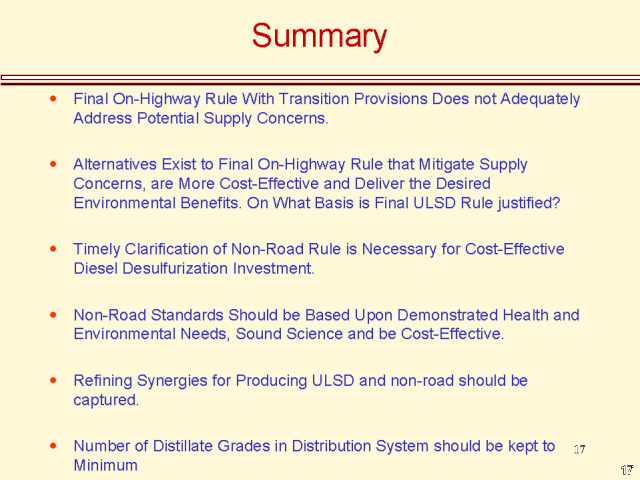 Summary
• Final On-Highway Rule With Transition Provisions Does not Adequately
Address Potential Supply Concerns.
• Alternatives Exist to Final On-Highway Rule that Mitigate Supply
Concerns, are More Cost-Effective and Deliver the Desired
Environmental Benefits. On What Basis is Final ULSD Rule justified?
• Timely Clarification of Non-Road Rule is Necessary for Cost-Effective
Diesel Desulfurization Investment.
• Non-Road Standards Should be Based Upon Demonstrated Health and
Environmental Needs, Sound Science and be Cost-Effective.
• Refining Synergies for Producing ULSD and non-road should be
captured.
• Number of Distillate Grades in Distribution System should be kept to
Minimum
17
17